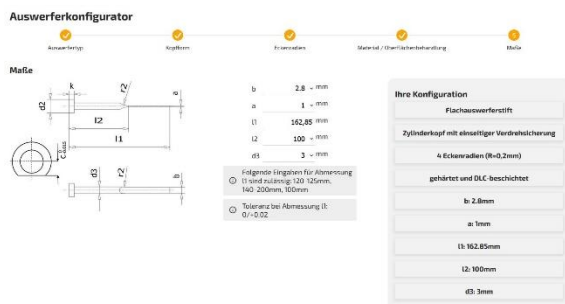 Auswerferkonfigurator
Auswerfertyp
Kopfform
Eckenradien
Material / Oberflächenbehandlung
Maße
Maße
k
r2
a
d2
l2
l1
d3
r2
b
b 2.8 mm
a 1 mm
l1 162,85 mm
l2 100 mm
d3 3 mm
Folgende Eingaben für Abmessung
l1 sind zulässig: 120-125mm,
140-200mm, 100mm
Toleranz bei Abmessung l1:
0/+0.02
Ihre Konfiguration
Flachauswerferstift
Zylinderkopf mit einseitiger Verdrehsicherung
4 Eckenradien (R=0,2mm)
gehärtet und DLC-beschichtet
b: 2.8mm
a: 1mm
l1: 162.85mm
l2: 100mm
d3: 3mm